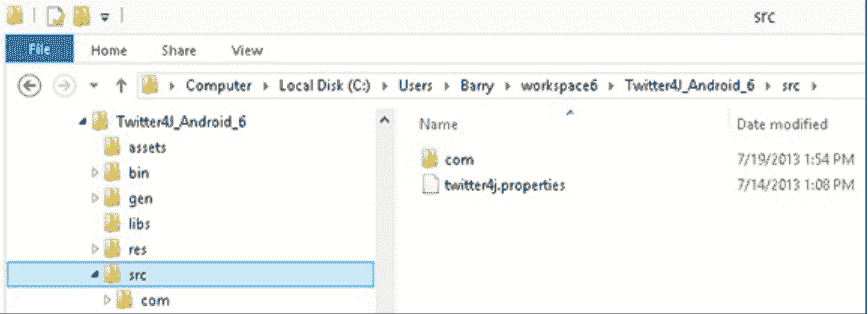 src
File Home Share View
Computer Local Disk (C:) Users Barry workspace6 Twitter4J_Android_6 src
Twitter4J_Android_6
assets
bin
gen
libs
res
src
com
Name Date modified
com 7/19/2013 1:54 PM
twitter4j.properties 7/14/2013 1:08 PM